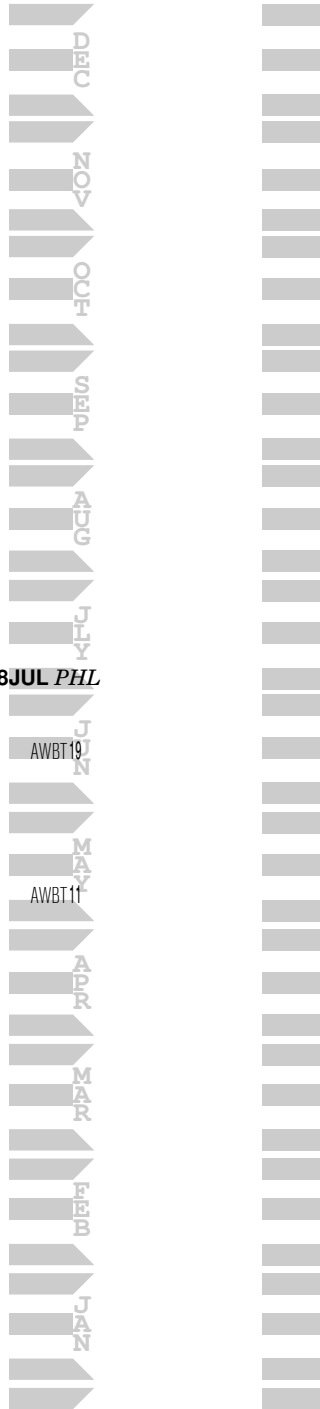 DEC
NOV
OCT
SEP
AUG
JLY
8JUL PHL
JUN
AWBT19
MAY
AWBT11
APR
MAR
FEB
JAN